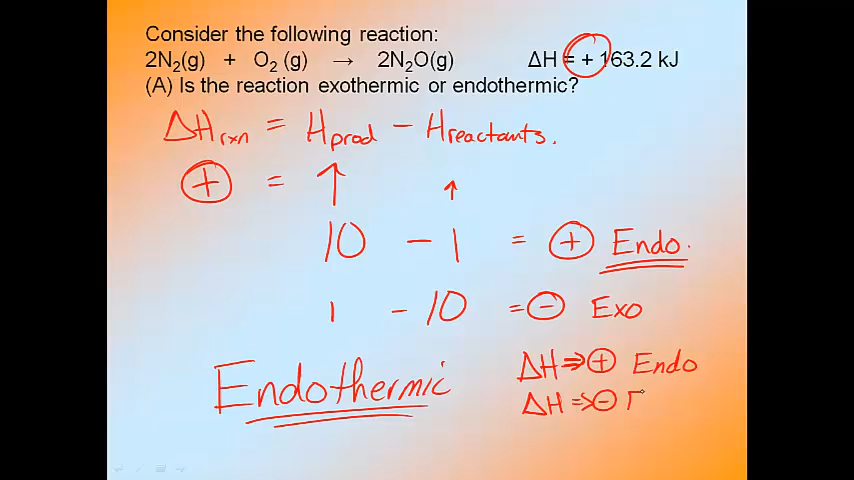 Consider the following reaction:
2N₂(g) + O₂ (g) → 2N₂O(g) ΔH = + 163.2 kJ
(A) Is the reaction exothermic or endothermic?
ΔHrxn = Hprod − Hreactants.
+ = ↑ ↑
10 − 1 = + Endo.
1 − 10 = − Exo
Endothermic
ΔH ⇒ + Endo
ΔH ⇒ −